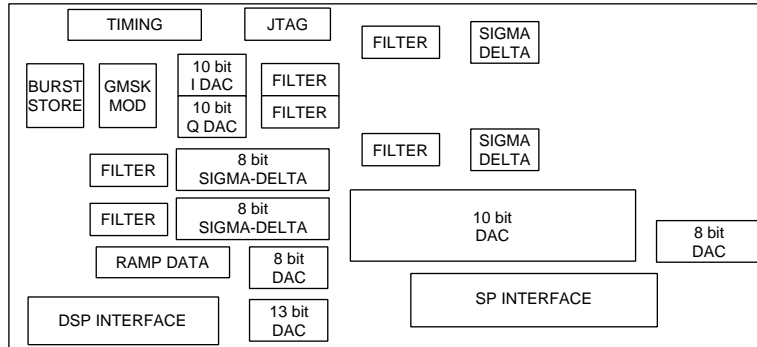 TIMING
JTAG
FILTER
SIGMA
DELTA
BURST
STORE
GMSK
MOD
10 bit
I DAC
FILTER
10 bit
Q DAC
FILTER
FILTER
SIGMA
DELTA
FILTER
8 bit
SIGMA-DELTA
FILTER
8 bit
SIGMA-DELTA
10 bit
DAC
8 bit
DAC
RAMP DATA
8 bit
DAC
SP INTERFACE
DSP INTERFACE
13 bit
DAC